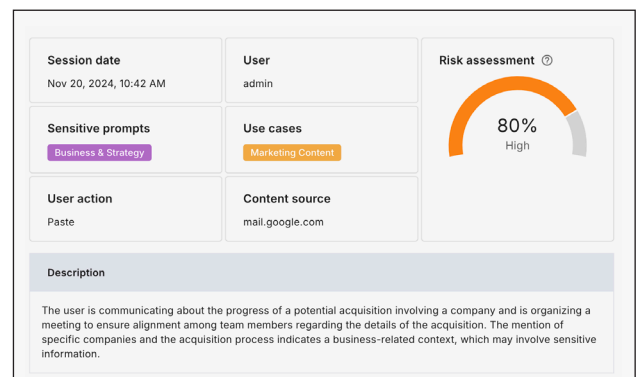 Session date
Nov 20, 2024, 10:42 AM
User
admin
Risk assessment ?
80%
High
Sensitive prompts
Business & Strategy
Use cases
Marketing Content
User action
Paste
Content source
mail.google.com
Description
The user is communicating about the progress of a potential acquisition involving a company and is organizing a
meeting to ensure alignment among team members regarding the details of the acquisition. The mention of
specific companies and the acquisition process indicates a business-related context, which may involve sensitive
information.